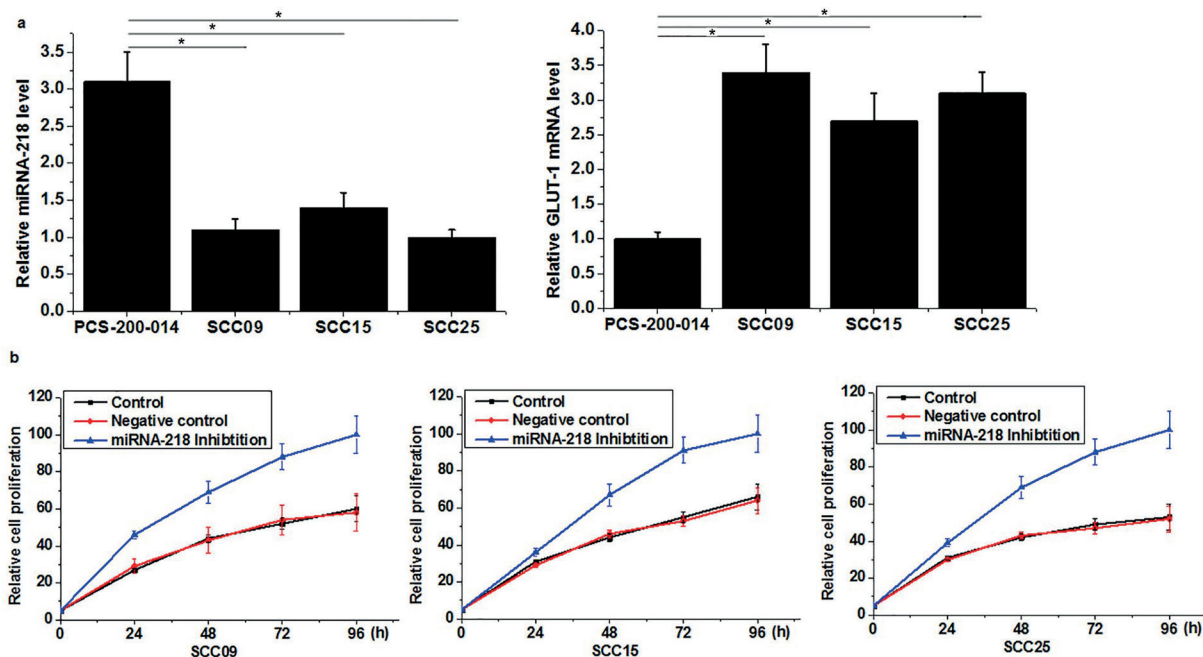 a
Relative miRNA-218 level
3.5
3.0
2.5
2.0
1.5
1.0
0.5
0.0
* * *
PCS-200-014 SCC09 SCC15 SCC25
Relative GLUT-1 mRNA level
4.0
3.5
3.0
2.5
2.0
1.5
1.0
0.5
0.0
* * *
PCS-200-014 SCC09 SCC15 SCC25
b
Relative cell proliferation
120
100
80
60
40
20
0
Control
Negative control
miRNA-218 Inhibtition
0 24 48 72 96 (h)
SCC09
Relative cell proliferation
120
100
80
60
40
20
0
Control
Negative control
miRNA-218 Inhibtition
0 24 48 72 96 (h)
SCC15
Relative cell proliferation
120
100
80
60
40
20
0
Control
Negative control
miRNA-218 Inhibtition
0 24 48 72 96 (h)
SCC25